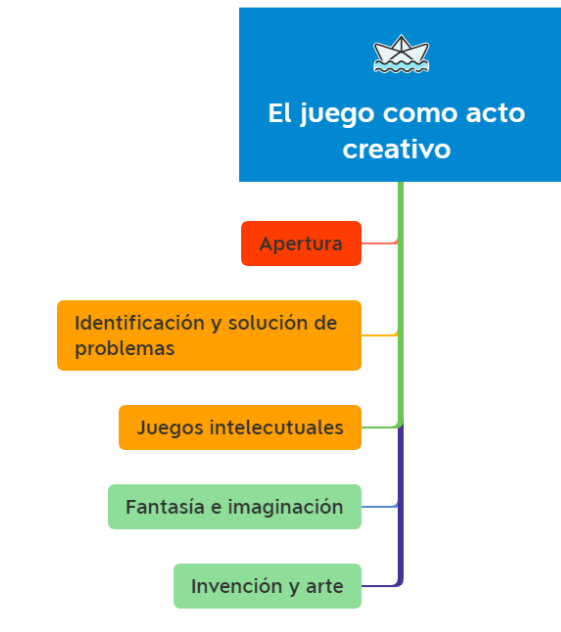 El juego como acto
creativo
Apertura
Identificación y solución de
problemas
Juegos intelecutuales
Fantasía e imaginación
Invención y arte